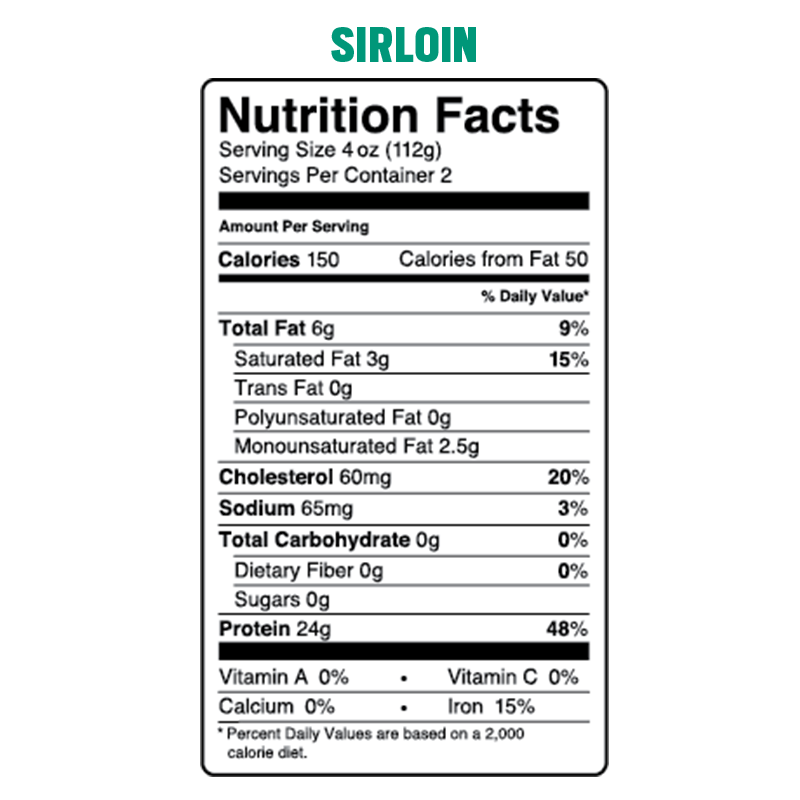 SIRLOIN
Nutrition Facts
Serving Size 4 oz (112g)
Servings Per Container 2
Amount Per Serving
Calories 150 Calories from Fat 50
% Daily Value*
Total Fat 6g 9%
Saturated Fat 3g 15%
Trans Fat 0g
Polyunsaturated Fat 0g
Monounsaturated Fat 2.5g
Cholesterol 60mg 20%
Sodium 65mg 3%
Total Carbohydrate 0g 0%
Dietary Fiber 0g 0%
Sugars 0g
Protein 24g 48%
Vitamin A 0% • Vitamin C 0%
Calcium 0% • Iron 15%
* Percent Daily Values are based on a 2,000
calorie diet.